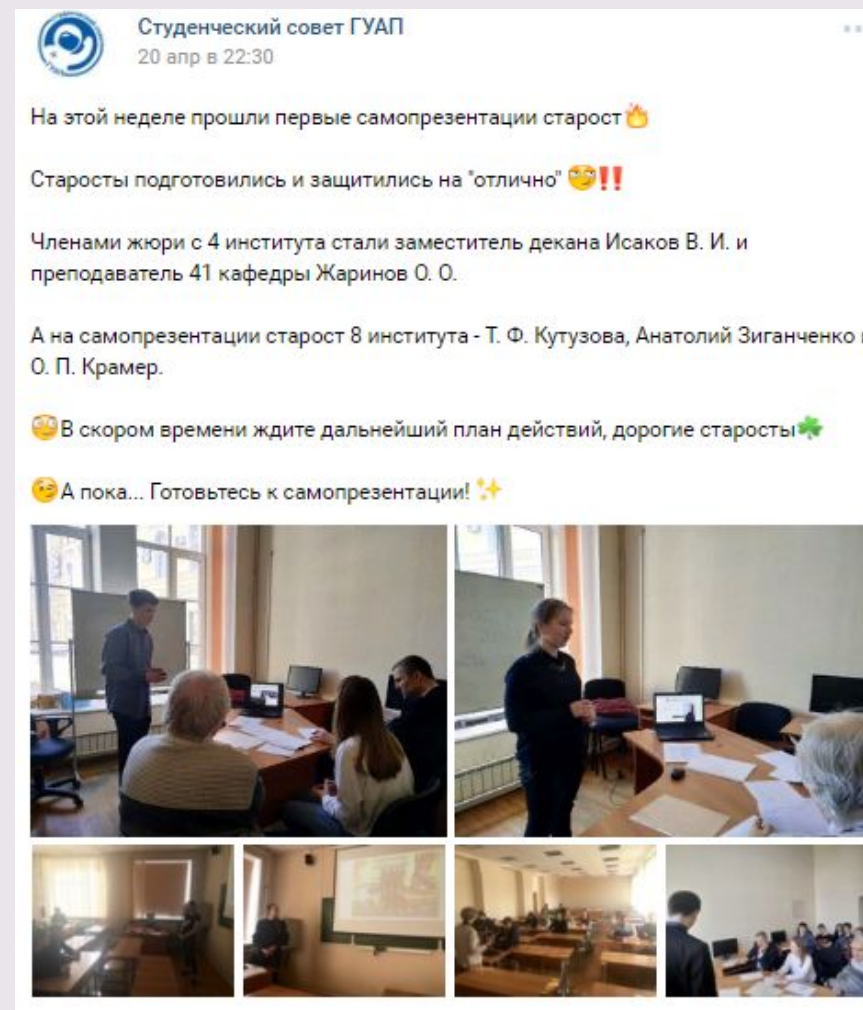 Студенческий совет ГУАП
20 апр в 22:30
На этой неделе прошли первые самопрезентации старост🔥
Старосты подготовились и защитились на "отлично" 😏‼
Членами жюри с 4 института стали заместитель декана Исаков В. И. и
преподаватель 41 кафедры Жаринов О. О.
А на самопрезентации старост 8 института - Т. Ф. Кутузова, Анатолий Зиганченко
О. П. Крамер.
😳В скором времени ждите дальнейший план действий, дорогие старосты☘
😉А пока... Готовьтесь к самопрезентации! ✨